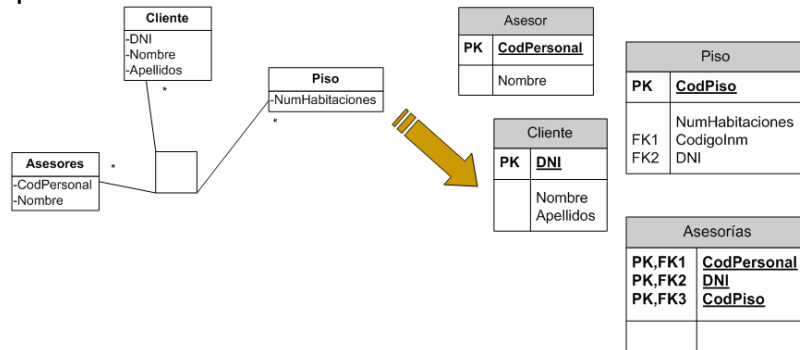 Cliente
-DNI
-Nombre
-Apellidos
*
Piso
-NumHabitaciones
*
Asesores
*
-CodPersonal
-Nombre
Asesor
PK CodPersonal
Nombre
Cliente
PK DNI
Nombre
Apellidos
Piso
PK CodPiso
NumHabitaciones
FK1 CodigoInm
FK2 DNI
Asesorías
PK,FK1 CodPersonal
PK,FK2 DNI
PK,FK3 CodPiso